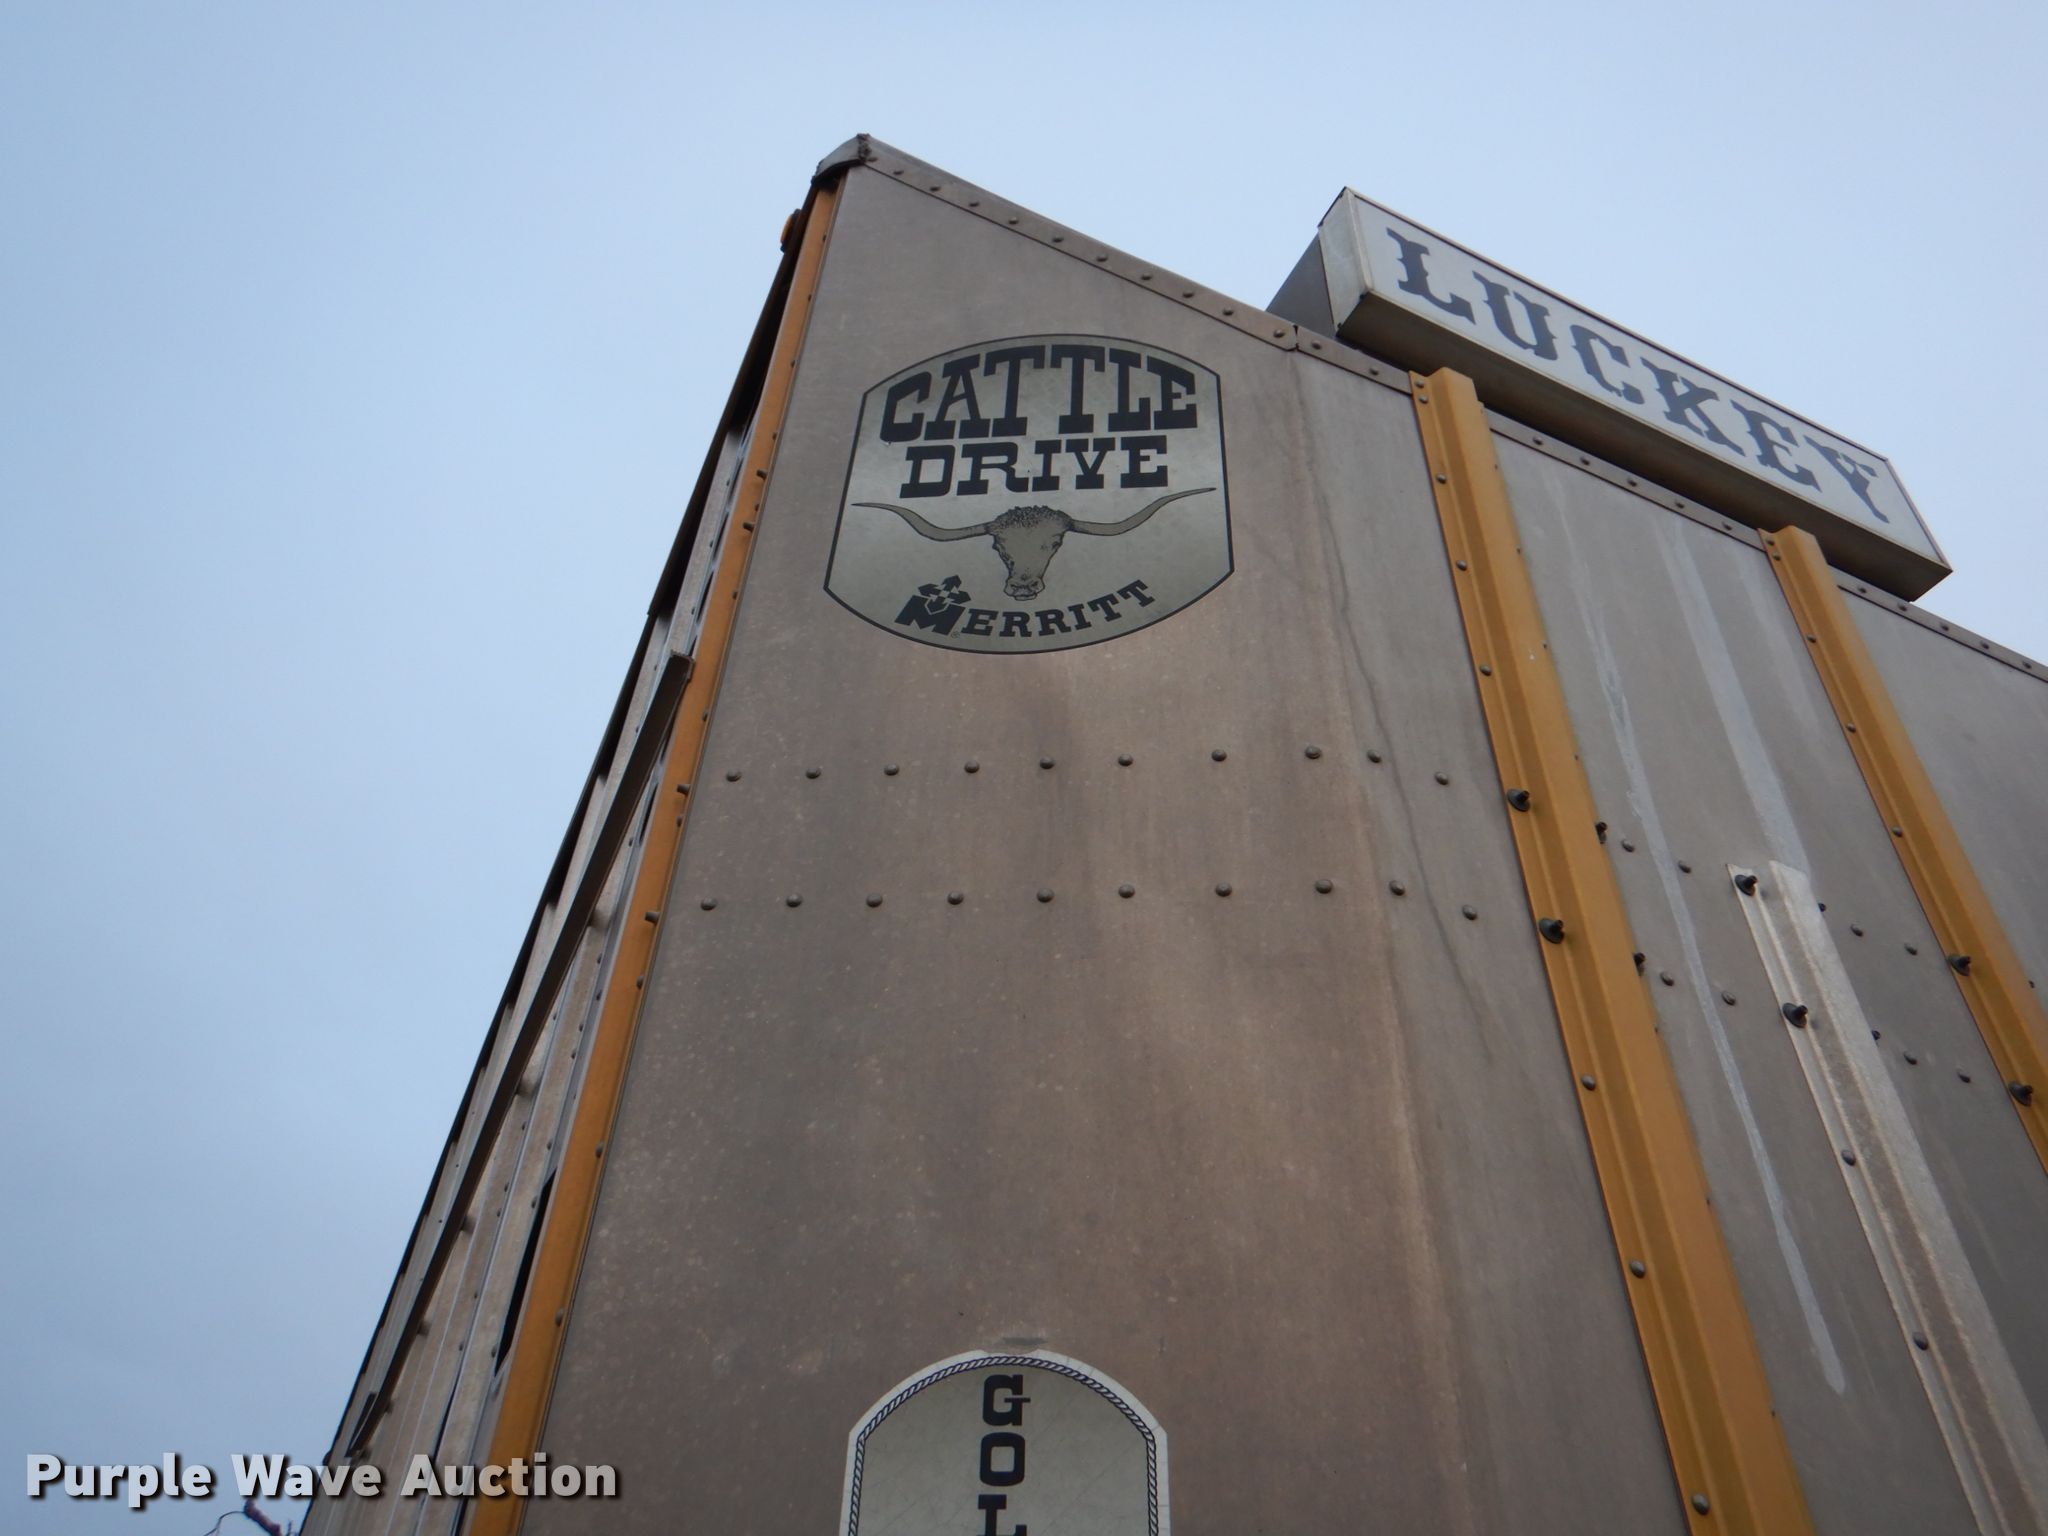 LUCKEY
CATTLE
DRIVE
MERRITT
GOL
Purple Wave Auction